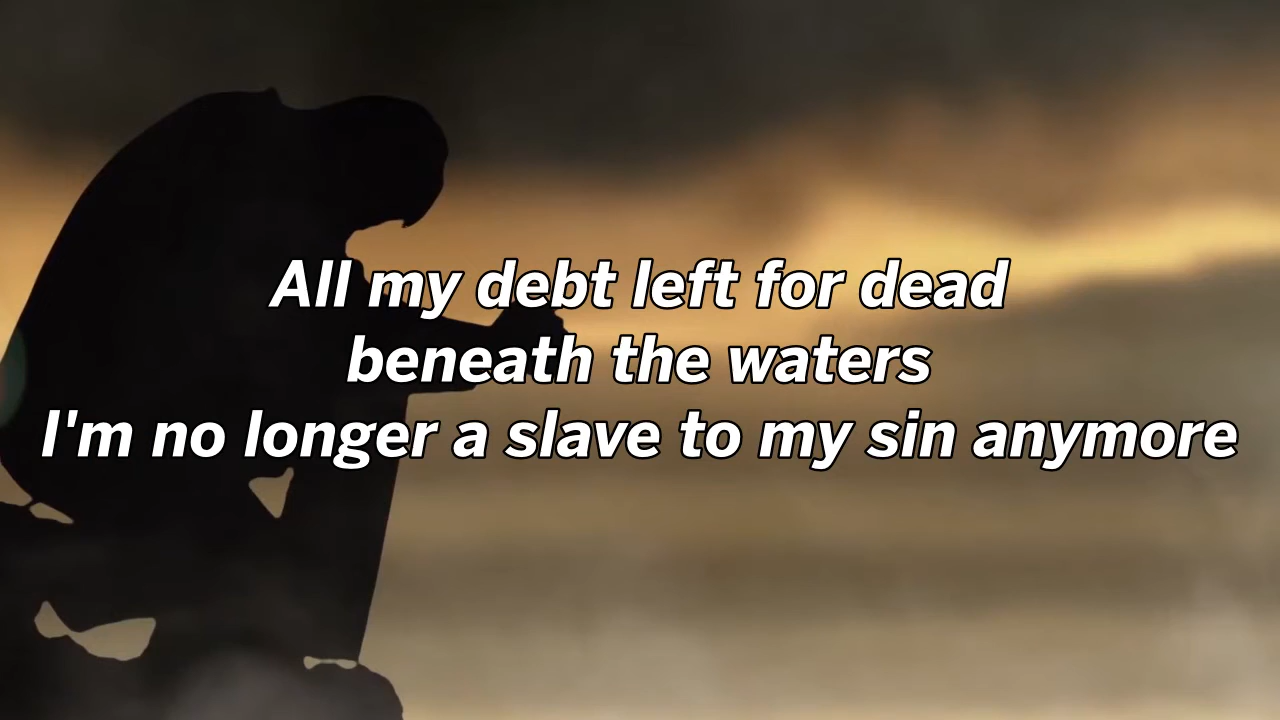 All my debt left for dead
beneath the waters
I'm no longer a slave to my sin anymore